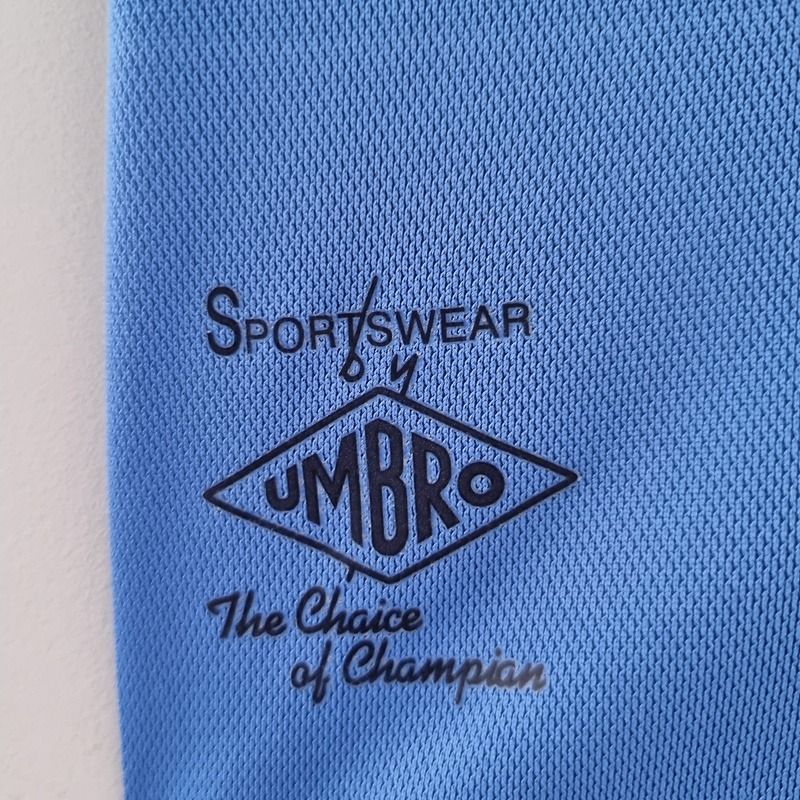 SPORTSWEAR
by
UMBRO
The Chaice
of Champian